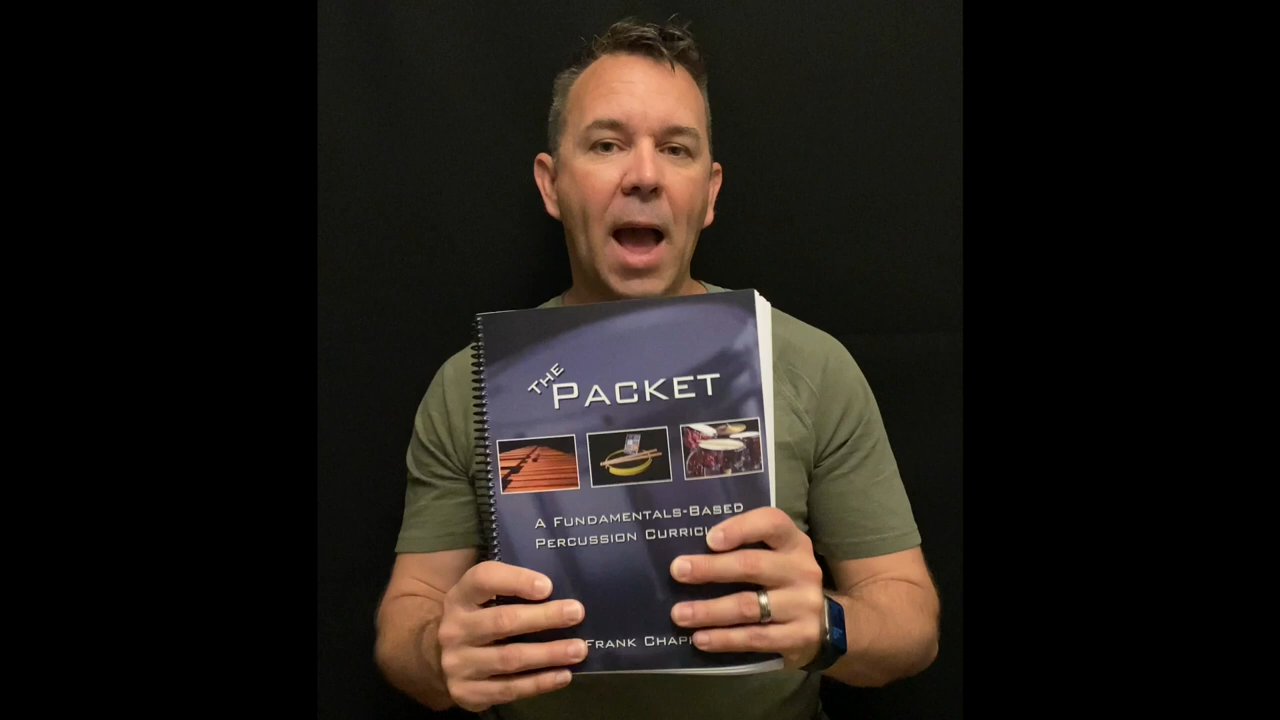 THE
PACKET
A FUNDAMENTALS-BASED
PERCUSSION
FRANK